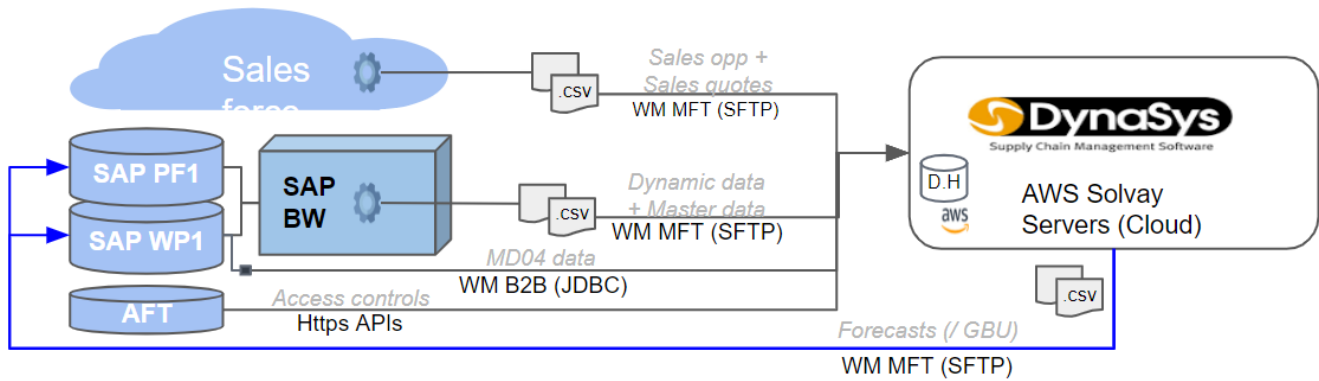 Sales
force
Sales opp +
Sales quotes
.CSV
WM MFT (SFTP)
DynaSys
Supply Chain Management Software
SAP PF1
SAP
BW
SAP WP1
Dynamic data
+ Master data
.CSV
WM MFT (SFTP)
D.H
aws
AWS Solvay
Servers (Cloud)
MD04 data
WM B2B (JDBC)
AFT
Access controls
Https APIs
.CSV
Forecasts (/ GBU)
WM MFT (SFTP)